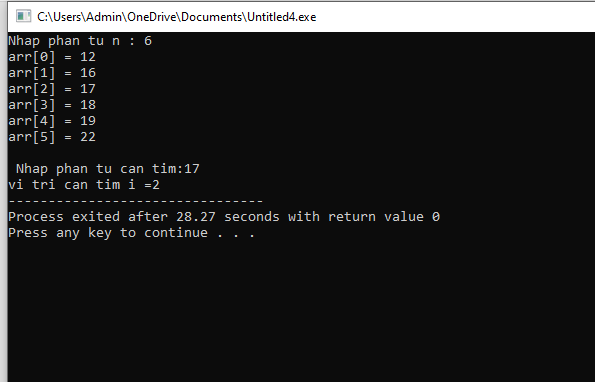 C:\Users\Admin\OneDrive\Documents\Untitled4.exe
Nhap phan tu n : 6
arr[0] = 12
arr[1] = 16
arr[2] = 17
arr[3] = 18
arr[4] = 19
arr[5] = 22
 Nhap phan tu can tim:17
vi tri can tim i =2
--------------------------------
Process exited after 28.27 seconds with return value 0
Press any key to continue . . .